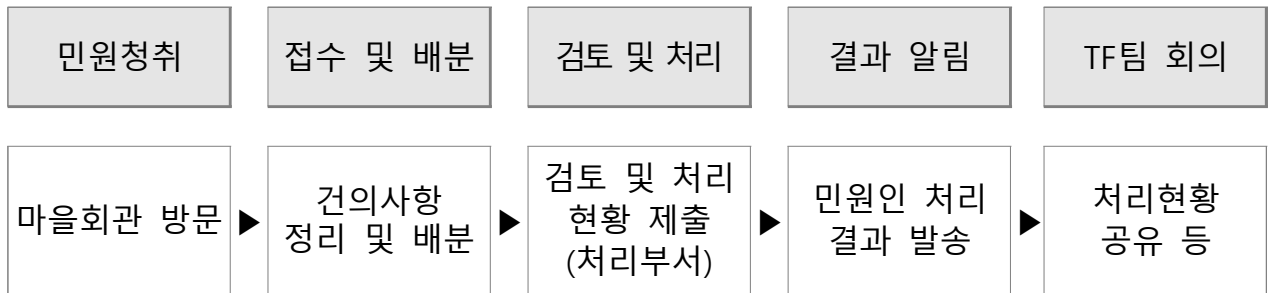 민원청취
접수 및 배분
검토 및 처리
결과 알림
TF팀 회의
마을회관 방문 ▶
건의사항
정리 및 배분 ▶
검토 및 처리
현황 제출
(처리부서) ▶
민원인 처리
결과 발송 ▶
처리현황
공유 등